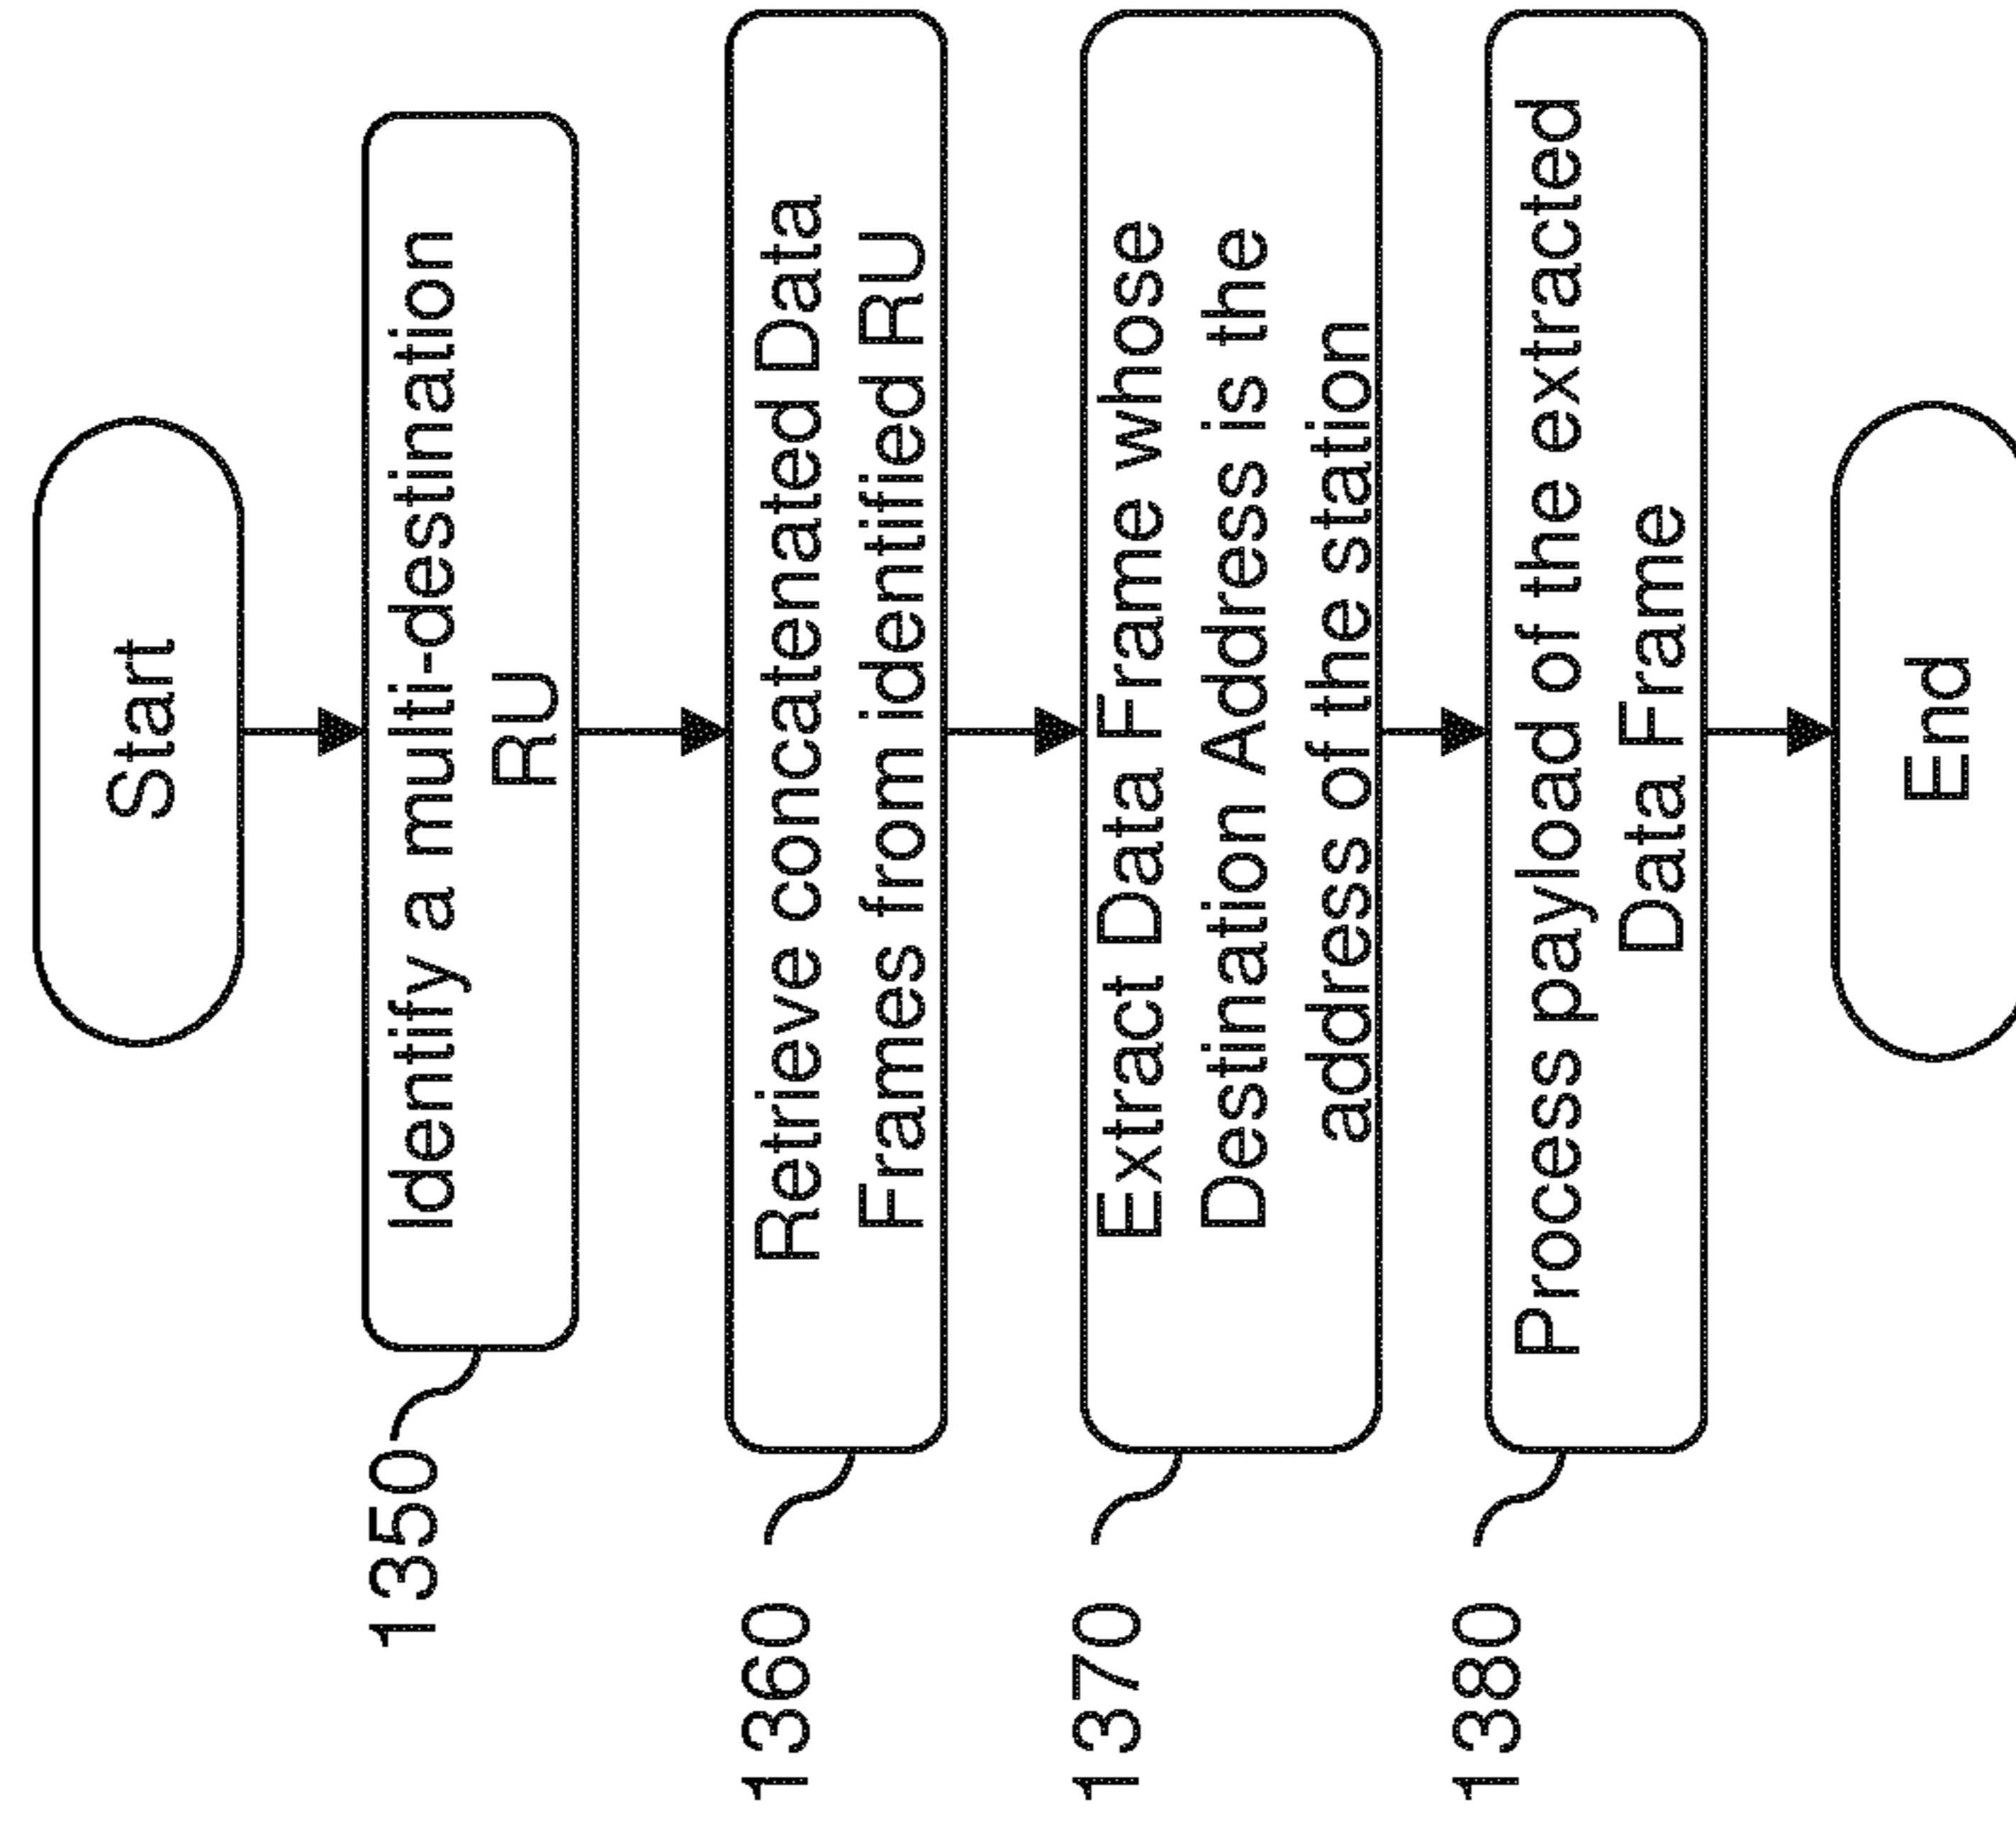 Start
1350
Identify a multi-destination
RU
1360
Retrieve concatenated Data
Frames from identified RU
1370
Extract Data Frame whose
Destination Address is the
address of the station
1380
Process payload of the extracted
Data Frame
End